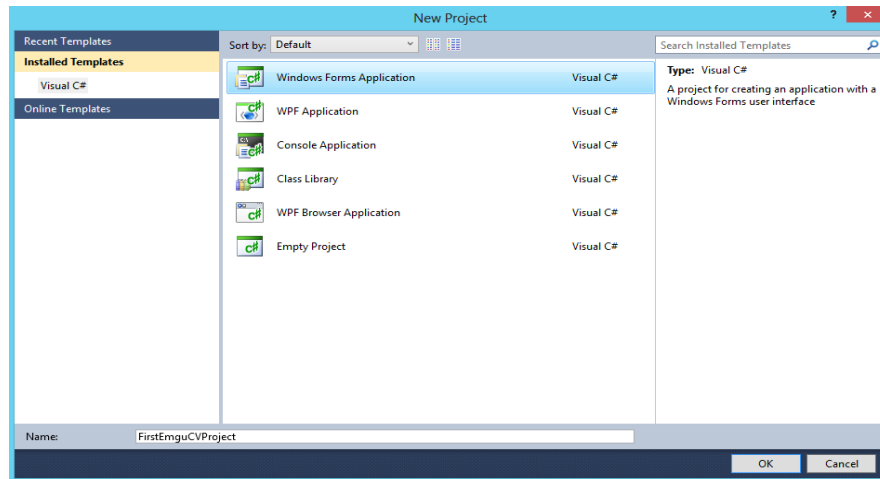 New Project
? ×
Recent Templates
Installed Templates
Visual C#
Online Templates
Sort by: Default
Search Installed Templates
Windows Forms Application Visual C#
WPF Application Visual C#
Console Application Visual C#
Class Library Visual C#
WPF Browser Application Visual C#
Empty Project Visual C#
Type: Visual C#
A project for creating an application with a
Windows Forms user interface
Name: FirstEmguCVProject
OK Cancel